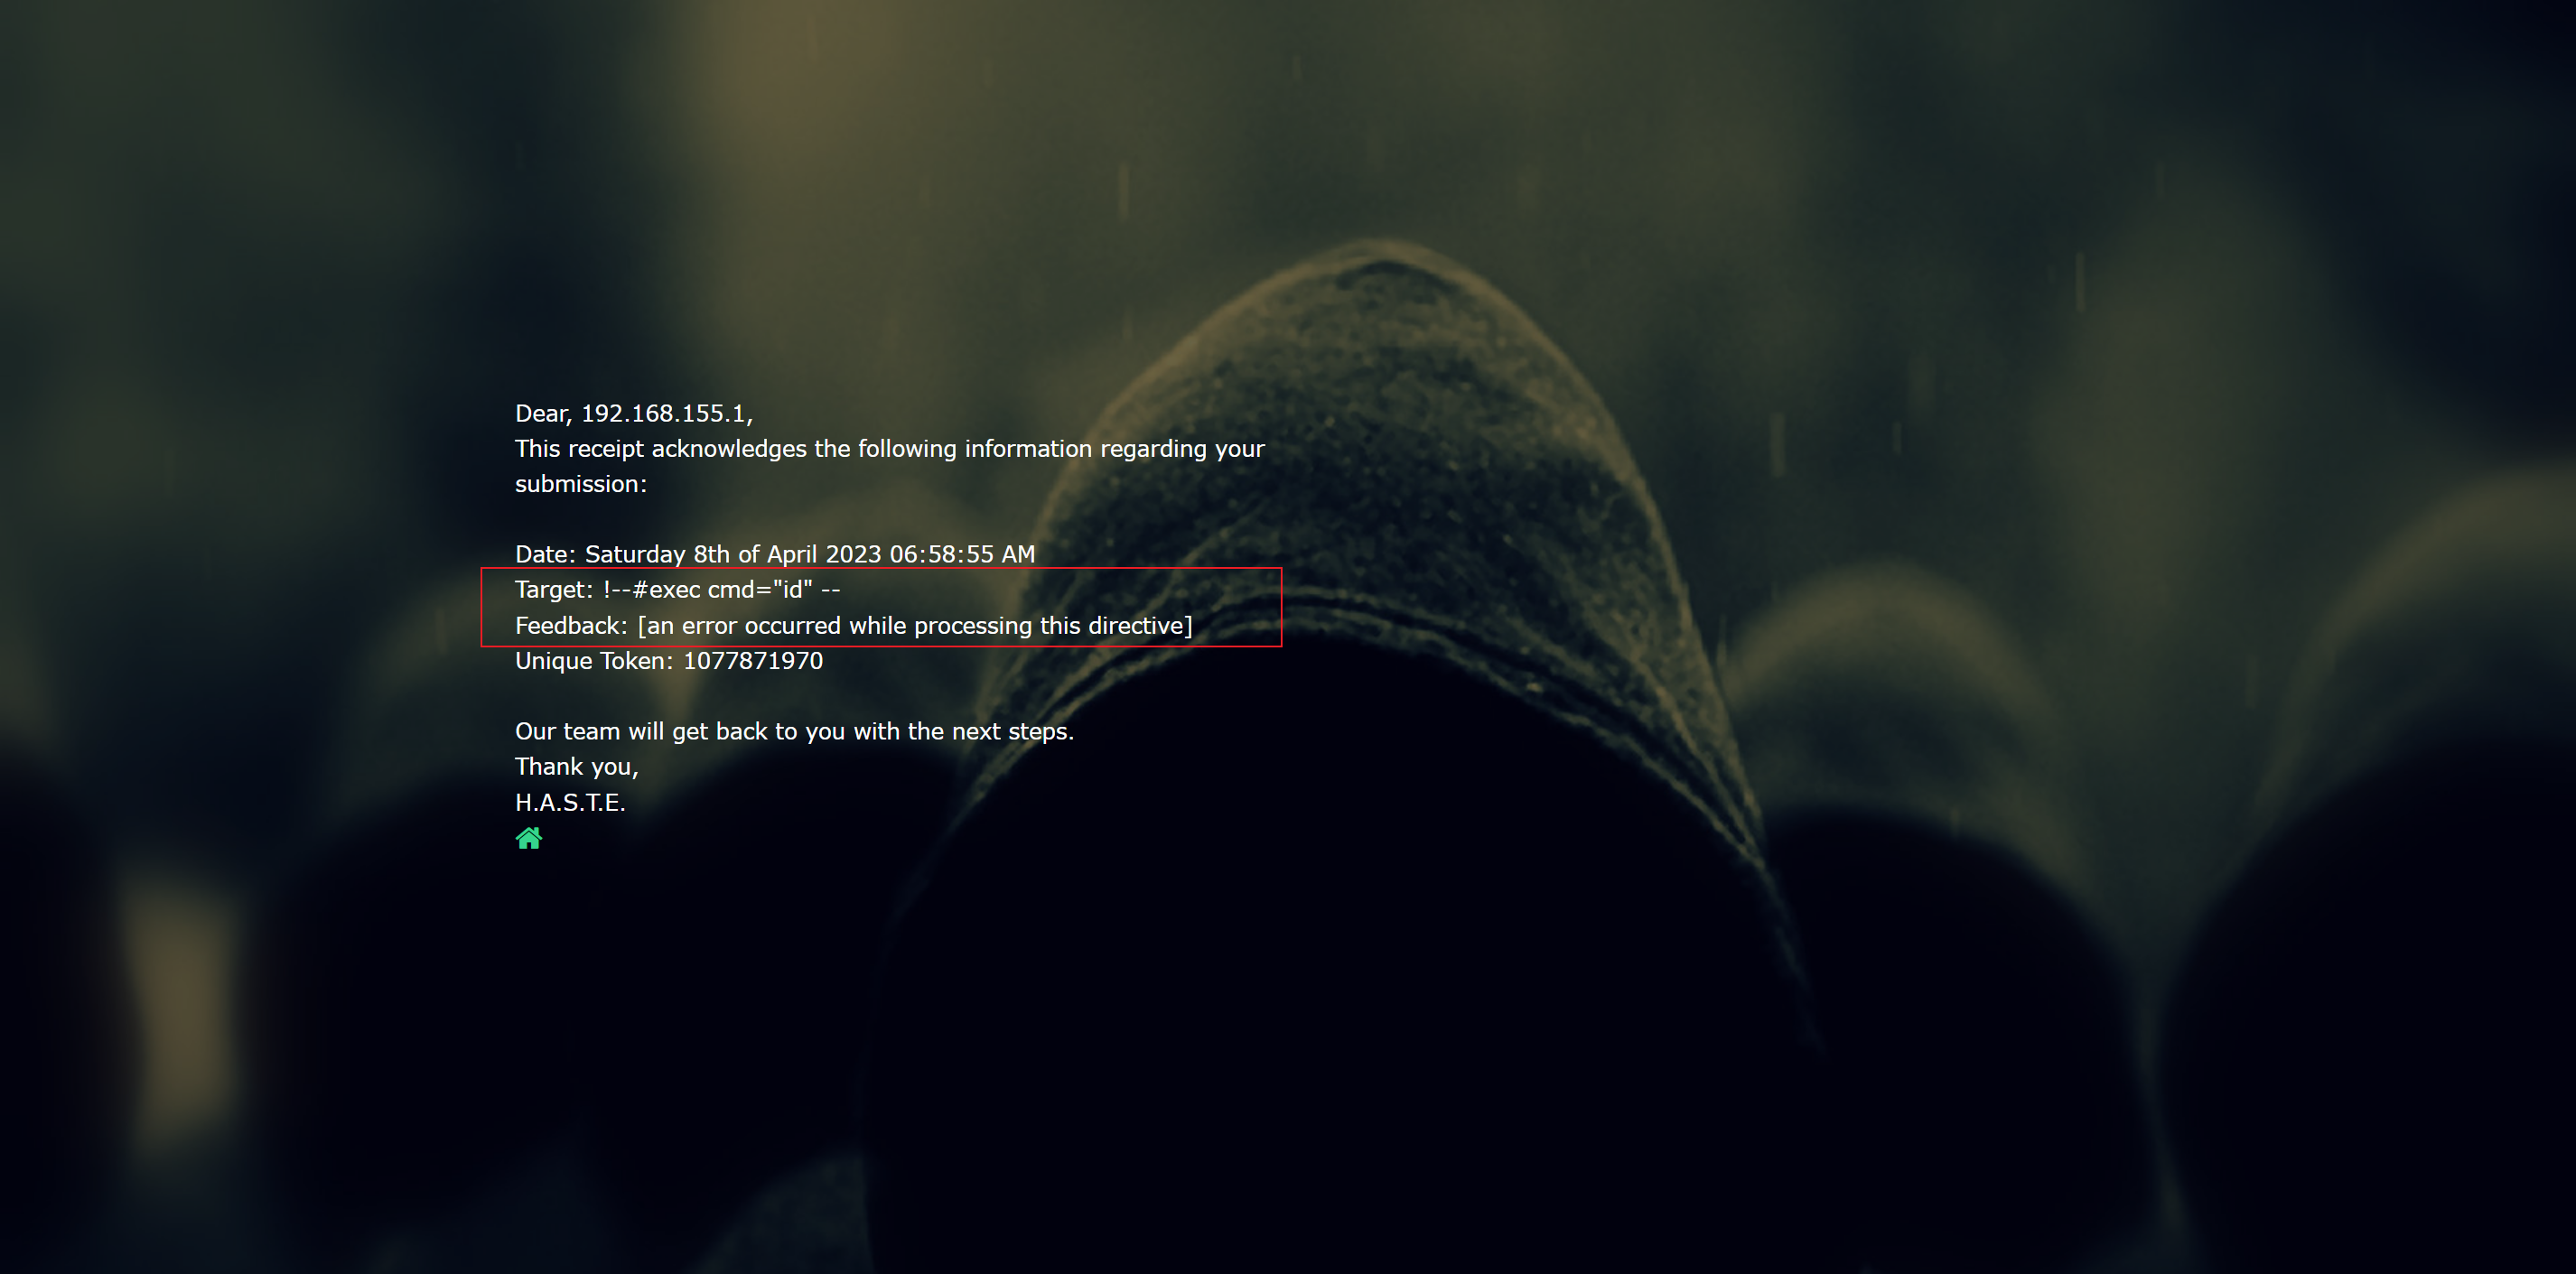 Dear, 192.168.155.1,
This receipt acknowledges the following information regarding your
submission:
Date: Saturday 8th of April 2023 06:58:55 AM
Target: !--#exec cmd="id" --
Feedback: [an error occurred while processing this directive]
Unique Token: 1077871970
Our team will get back to you with the next steps.
Thank you,
H.A.S.T.E.